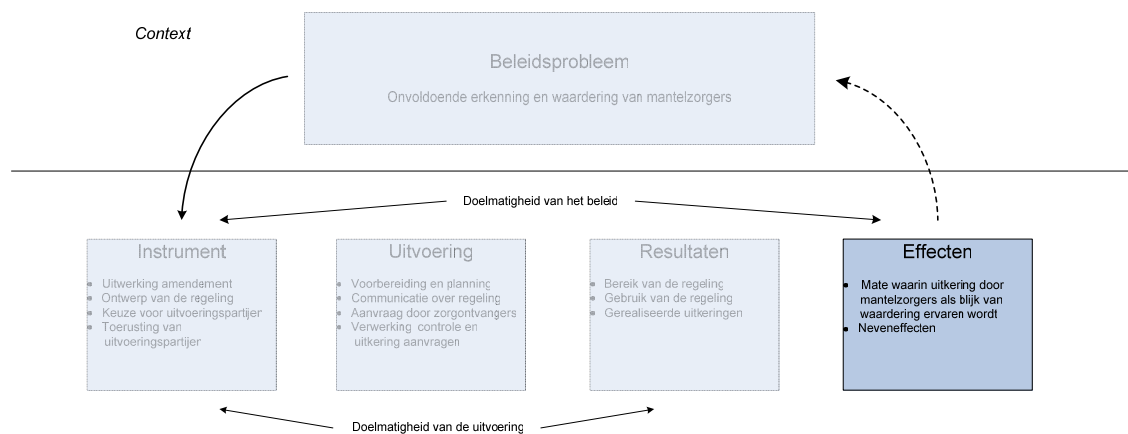 Context
Beleidsprobleem
Onvoldoende erkenning en waardering van mantelzorgers
Doelmatigheid van het beleid
Instrument
Uitwerking amendement
Ontwerp van de regeling
Keuze voor uitvoeringspartijen
Toerusting van
uitvoeringspartijen
Uitvoering
Voorbereiding en planning
Communicatie over regeling
Aanvraag door zorgontvangers
Verwerking controle en
uitkering aanvragen
Resultaten
Bereik van de regeling
Gebruik van de regeling
Gerealiseerde uitkeringen
Effecten
Mate waarin uitkering door
mantelzorgers als blijk van
waardering ervaren wordt
Neveneffecten
Doelmatigheid van de uitvoering